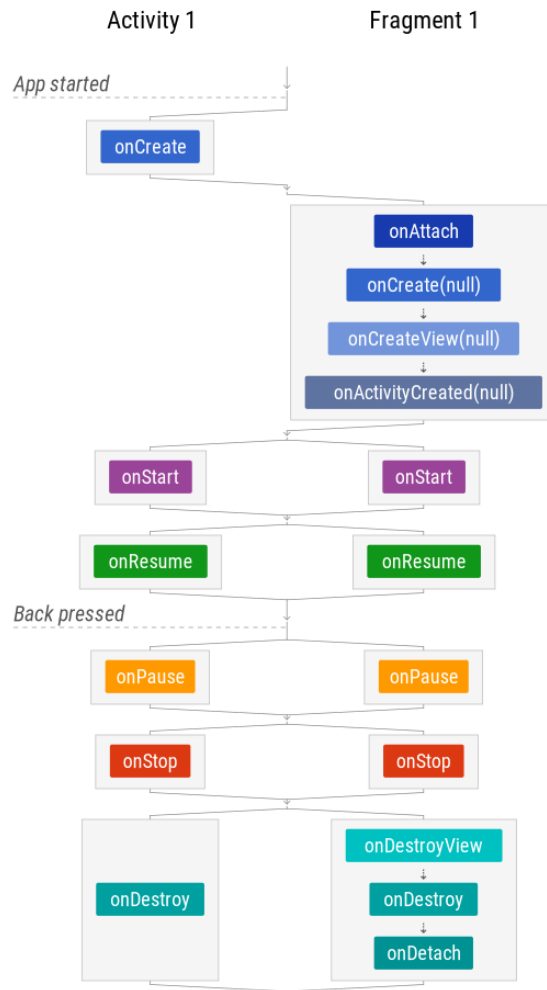 Activity 1 Fragment 1
App started
onCreate
onAttach
onCreate(null)
onCreateView(null)
onActivityCreated(null)
onStart onStart
onResume onResume
Back pressed
onPause onPause
onStop onStop
onDestroyView
onDestroy onDestroy
onDetach